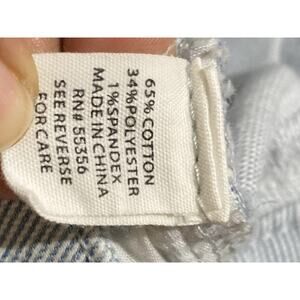 65% COTTON
34%POLYESTER
1%SPANDEX
MADE IN CHINA
RN# 55356
SEE REVERSE
FOR CARE